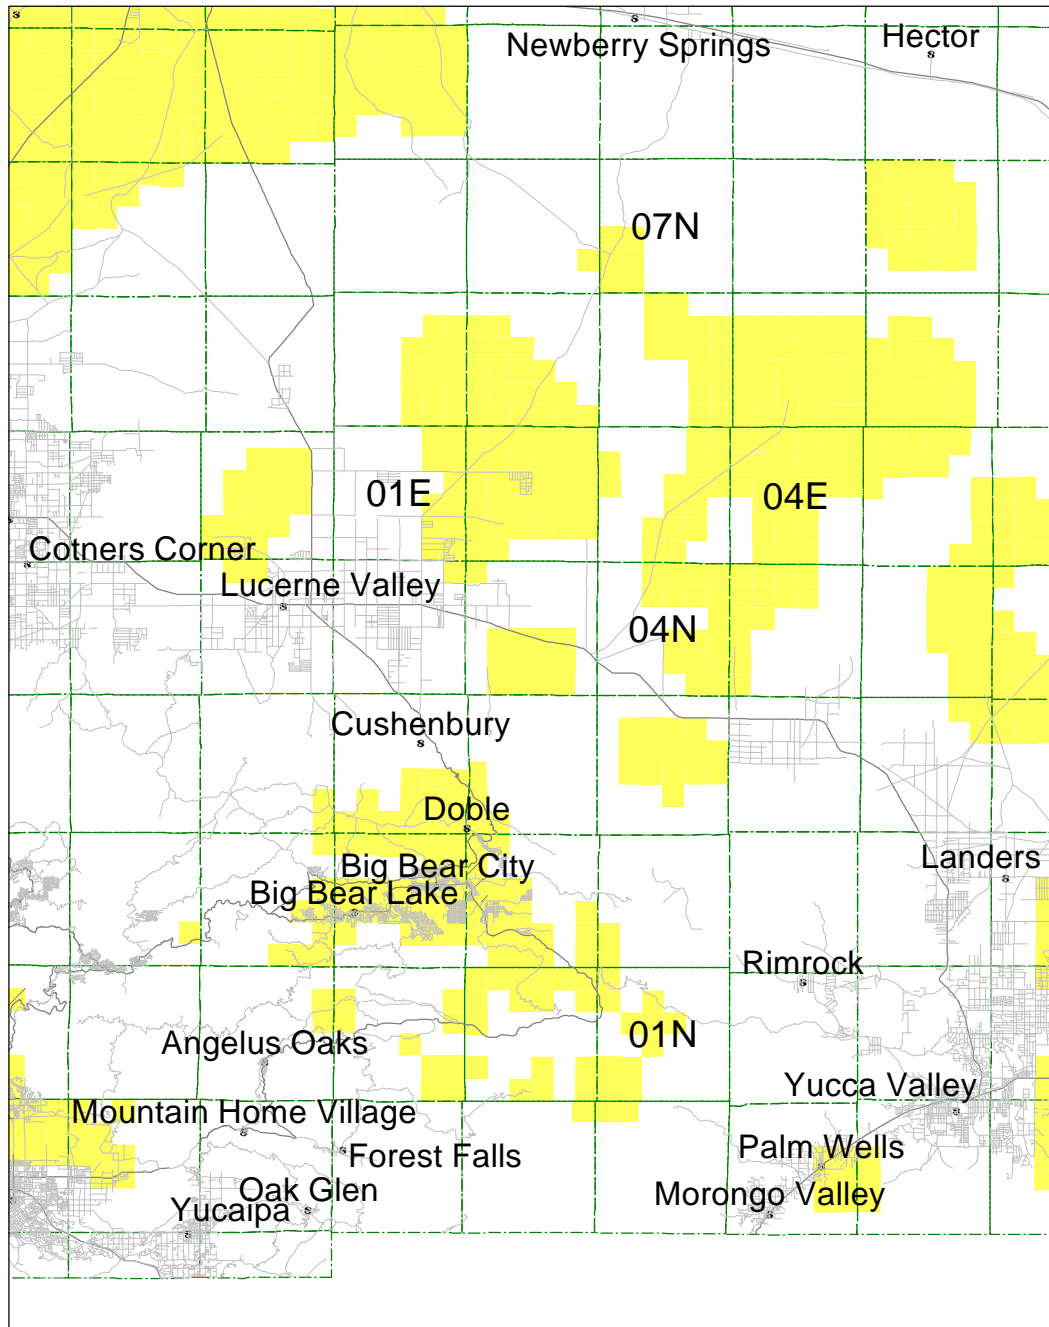 Hector
Newberry Springs
07N
01E
04E
Cotners Corner
Lucerne Valley
04N
Cushenbury
Doble
Landers
Big Bear City
Big Bear Lake
Rimrock
01N
Angelus Oaks
Yucca Valley
Mountain Home Village
Palm Wells
Forest Falls
Oak Glen
Morongo Valley
Yucaipa